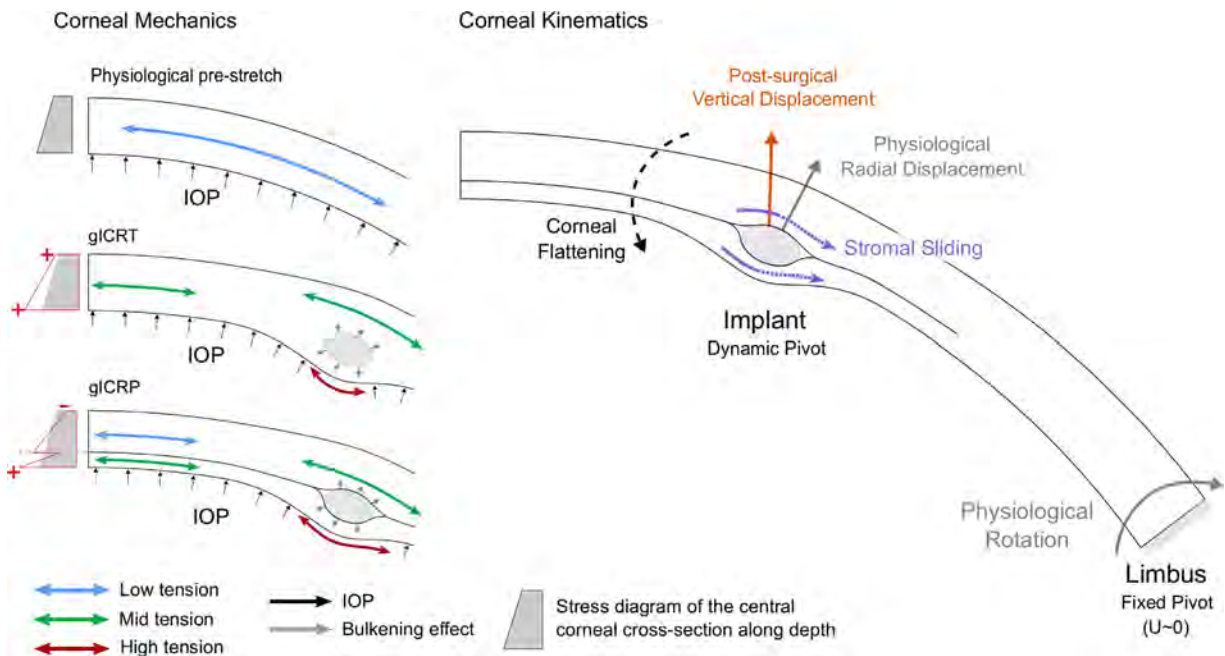 Corneal Mechanics
Physiological pre-stretch
IOP
gICRT
+
+
IOP
gICRP
+
IOP
Low tension
Mid tension
High tension
IOP
Bulkening effect
Stress diagram of the central
corneal cross-section along depth
Corneal Kinematics
Post-surgical
Vertical Displacement
Physiological
Radial Displacement
Corneal
Flattening
Stromal Sliding
Implant
Dynamic Pivot
Physiological
Rotation
Limbus
Fixed Pivot
(U~0)